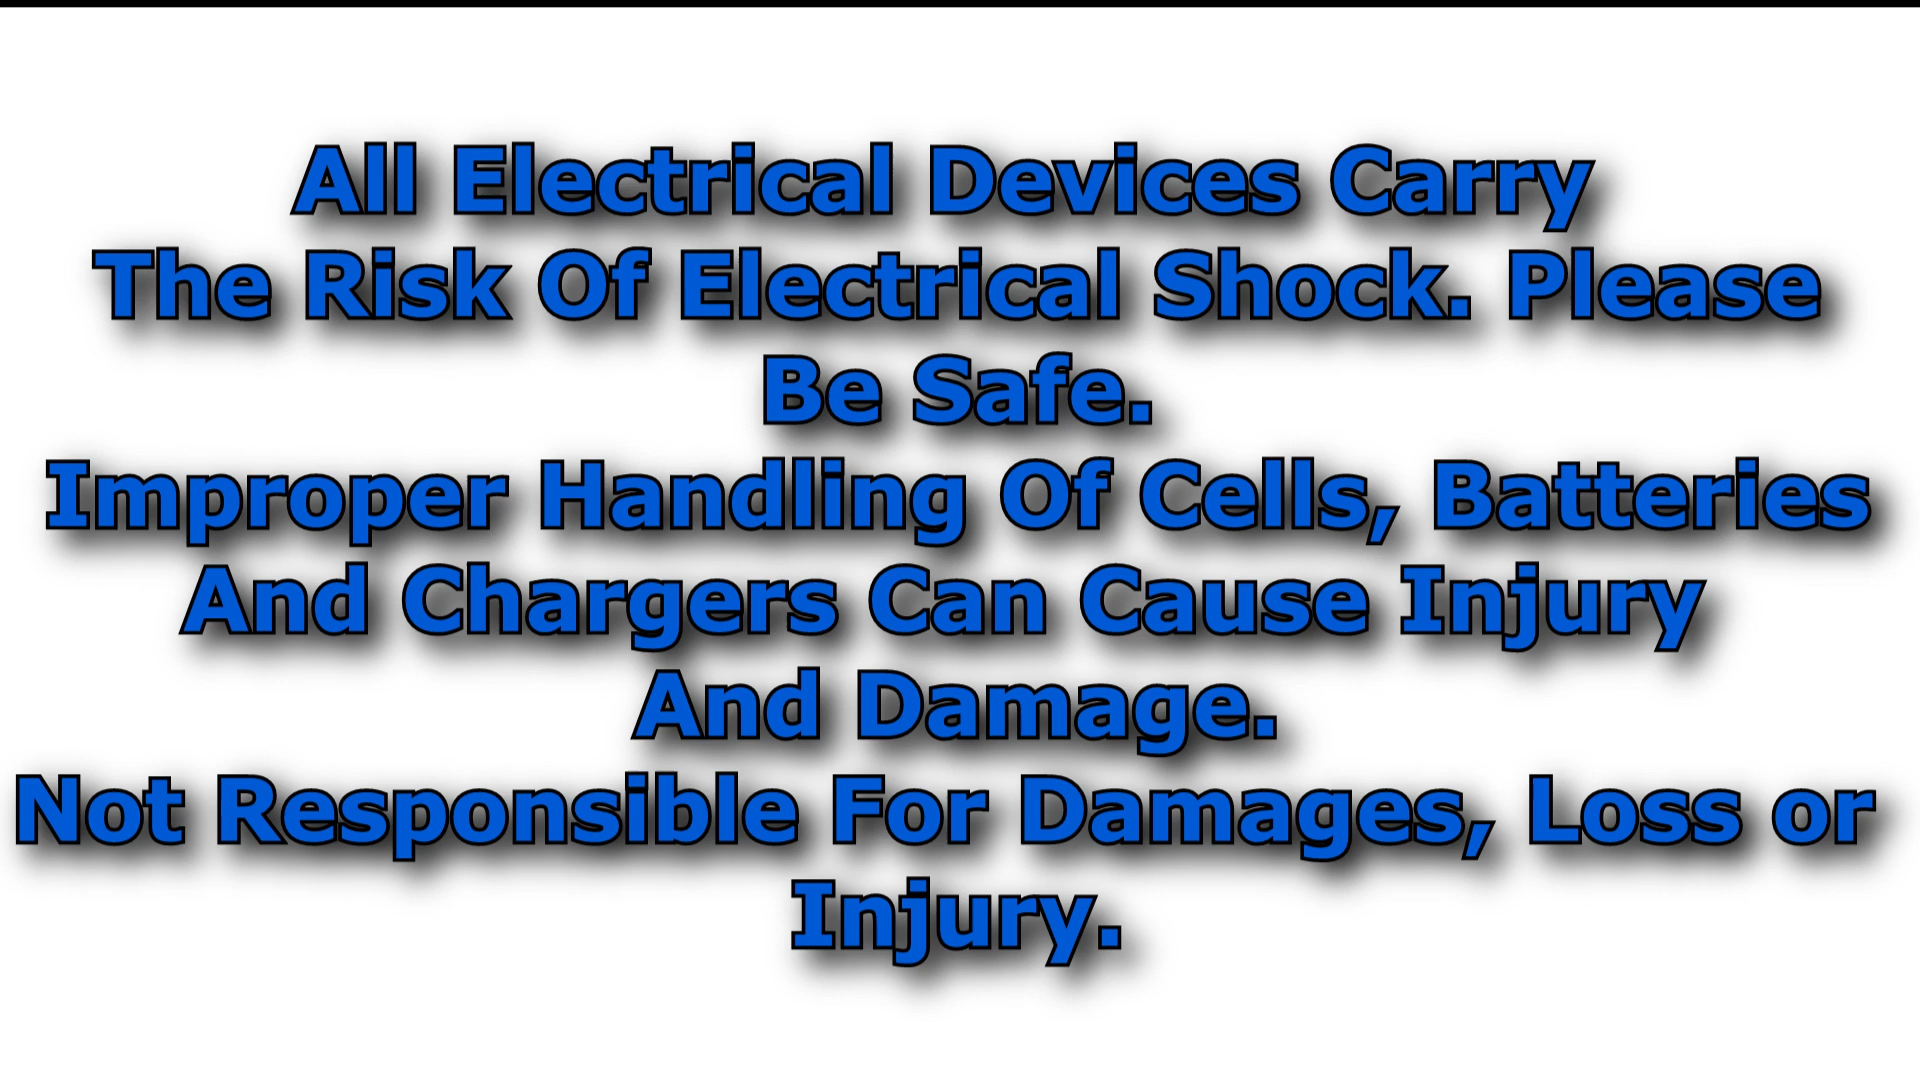 All Electrical Devices Carry
The Risk Of Electrical Shock. Please
Be Safe.
Improper Handling Of Cells, Batteries
And Chargers Can Cause Injury
And Damage.
Not Responsible For Damages, Loss or
Injury.